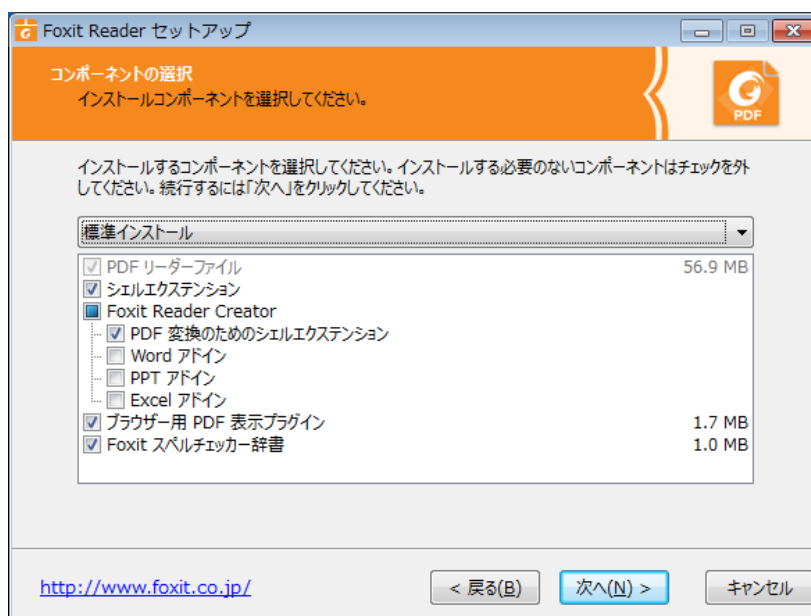 Foxit Reader セットアップ
コンポーネントの選択
インストールコンポーネントを選択してください。
PDF
インストールするコンポーネントを選択してください。インストールする必要のないコンポーネントはチェックを外
してください。続行するには「次へ」をクリックしてください。
標準インストール
PDF リーダーファイル 56.9 MB
シェルエクステンション
Foxit Reader Creator
PDF 変換のためのシェルエクステンション
Word アドイン
PPT アドイン
Excel アドイン
ブラウザー用 PDF 表示プラグイン 1.7 MB
Foxit スペルチェッカー辞書 1.0 MB
http://www.foxit.co.jp/ < 戻る(B) 次へ(N) > キャンセル